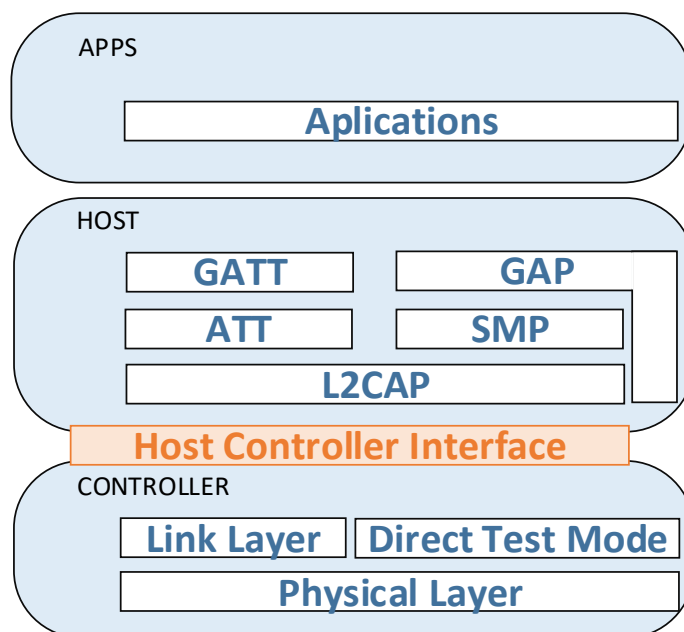 APPS
Aplications
HOST
GATT
GAP
ATT
SMP
L2CAP
Host Controller Interface
CONTROLLER
Link Layer
Direct Test Mode
Physical Layer